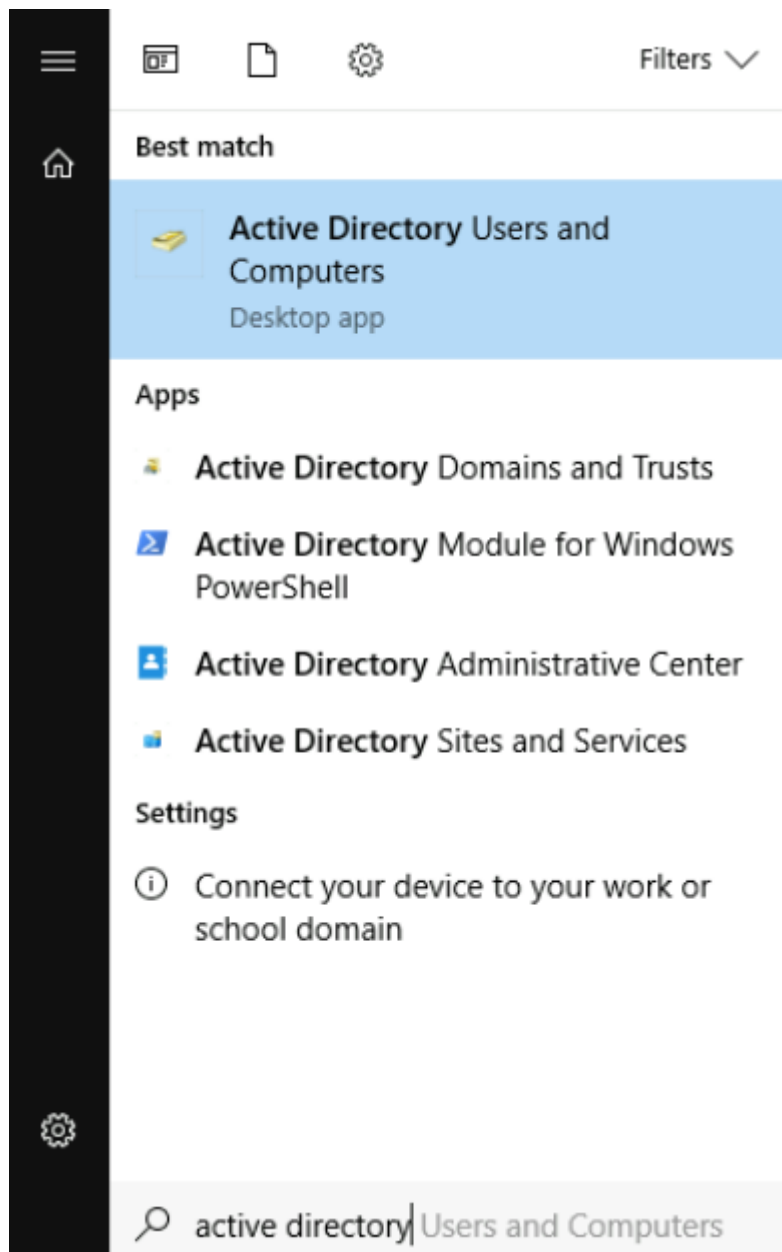 Filters
Best match
Active Directory Users and
Computers
Desktop app
Apps
Active Directory Domains and Trusts
Active Directory Module for Windows
PowerShell
Active Directory Administrative Center
Active Directory Sites and Services
Settings
Connect your device to your work or
school domain
active directory Users and Computers